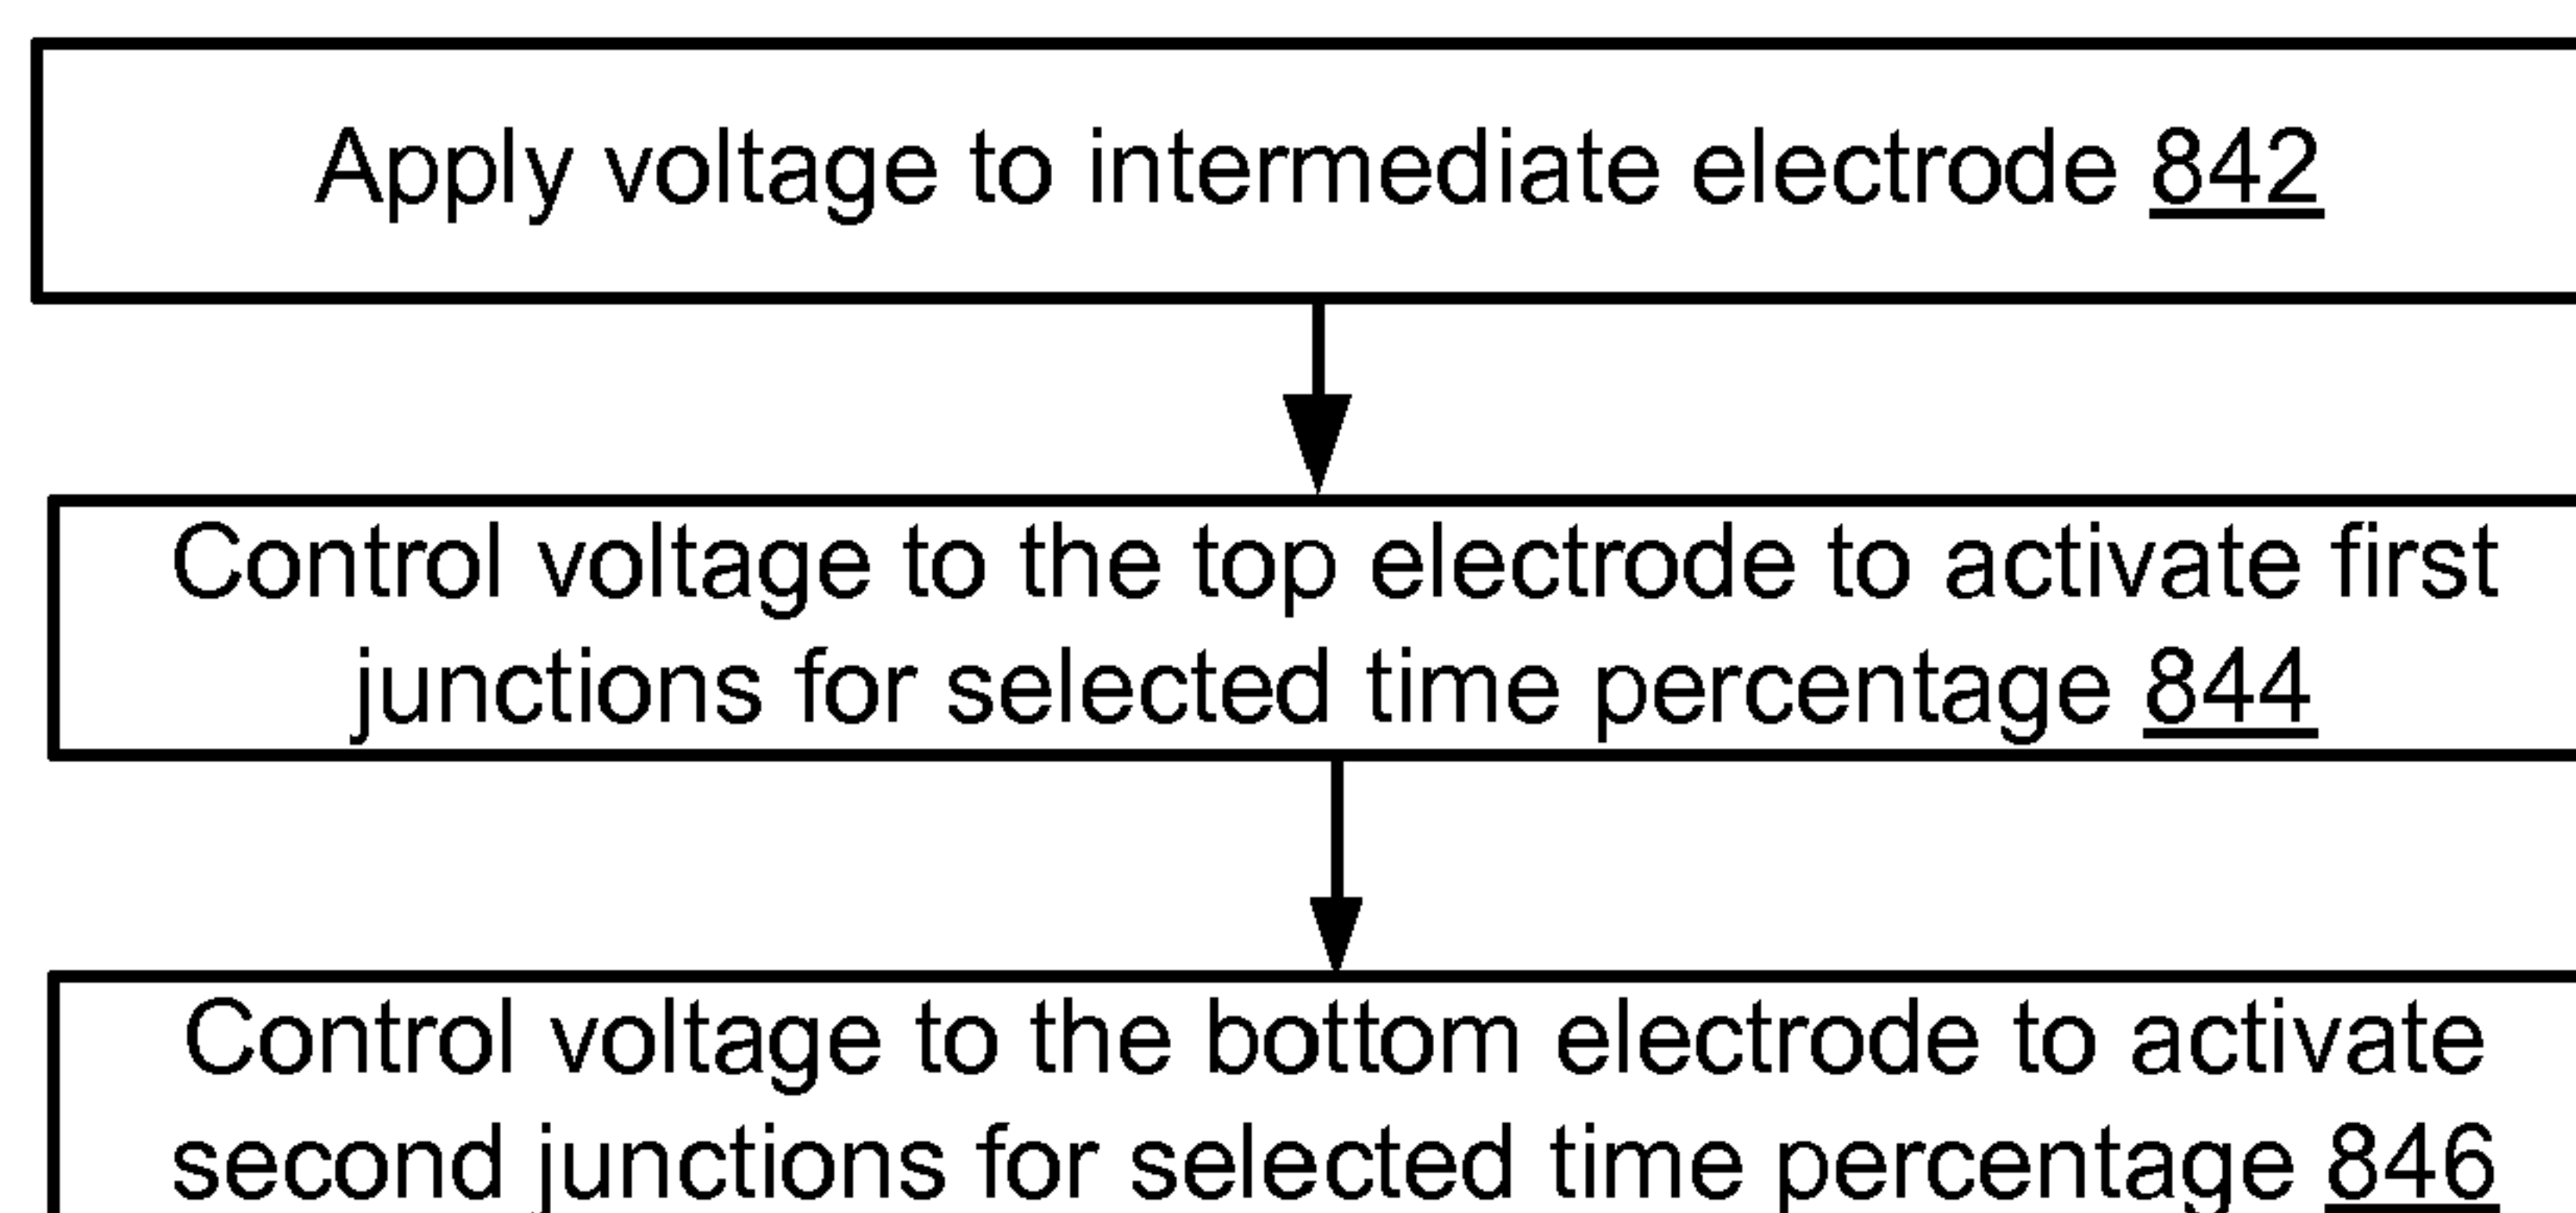 Apply voltage to intermediate electrode 842
Control voltage to the top electrode to activate first
junctions for selected time percentage 844
Control voltage to the bottom electrode to activate
second junctions for selected time percentage 846